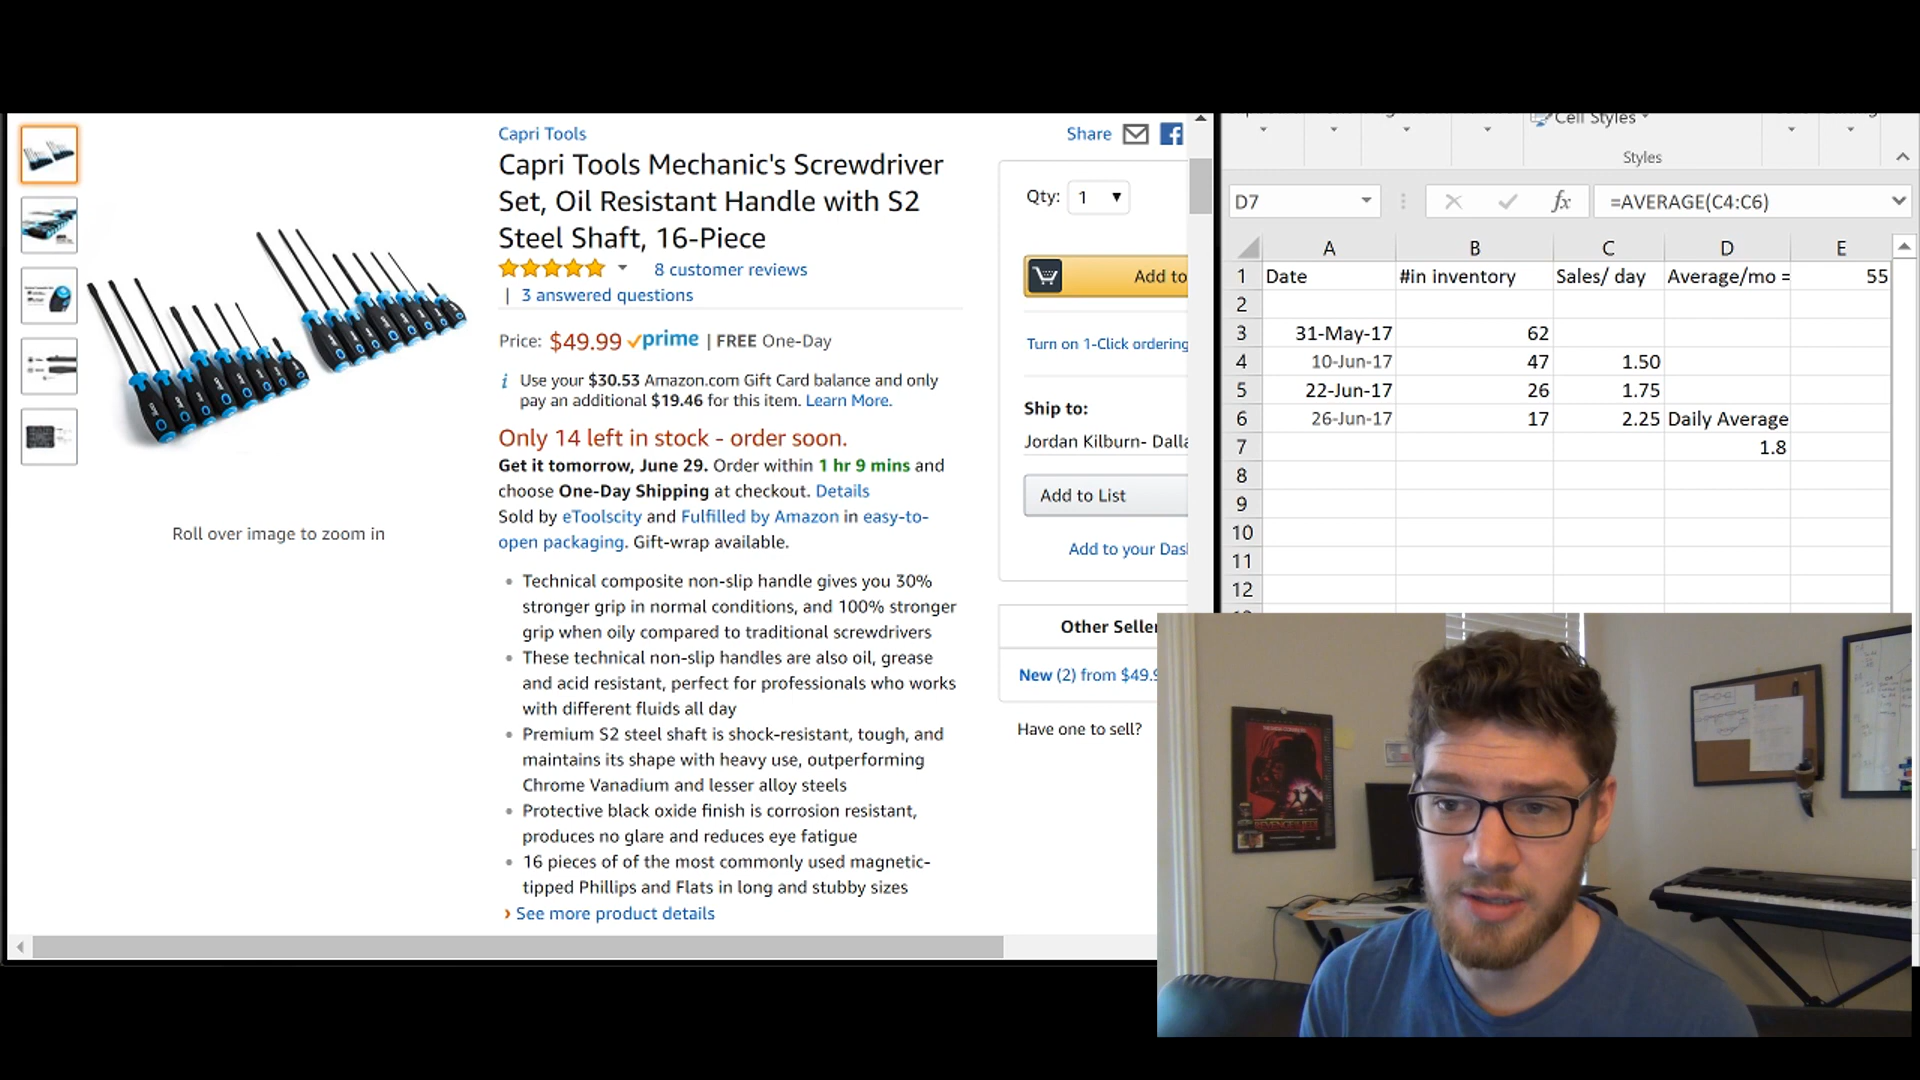 Capri Tools
Share
Capri Tools Mechanic's Screwdriver
Set, Oil Resistant Handle with S2
Steel Shaft, 16-Piece
8 customer reviews
| 3 answered questions
Price: $49.99 prime | FREE One-Day
Use your $30.53 Amazon.com Gift Card balance and only
pay an additional $19.46 for this item. Learn More.
Only 14 left in stock - order soon.
Get it tomorrow, June 29. Order within 1 hr 9 mins and
choose One-Day Shipping at checkout. Details
Sold by eToolscity and Fulfilled by Amazon in easy-to-
open packaging. Gift-wrap available.
Technical composite non-slip handle gives you 30%
stronger grip in normal conditions, and 100% stronger
grip when oily compared to traditional screwdrivers
These technical non-slip handles are also oil, grease
and acid resistant, perfect for professionals who works
with different fluids all day
Premium S2 steel shaft is shock-resistant, tough, and
maintains its shape with heavy use, outperforming
Chrome Vanadium and lesser alloy steels
Protective black oxide finish is corrosion resistant,
produces no glare and reduces eye fatigue
16 pieces of of the most commonly used magnetic-
tipped Phillips and Flats in long and stubby sizes
› See more product details
Roll over image to zoom in
Qty: 1
Add to
Turn on 1-Click ordering
Ship to:
Jordan Kilburn- Dalla
Add to List
Add to your Dash
Other Seller
New (2) from $49.9
Have one to sell?
Cell Styles
Styles
D7 fx =AVERAGE(C4:C6)
A B C D E
1 Date #in inventory Sales/ day Average/mo = 55
2
3 31-May-17 62
4 10-Jun-17 47 1.50
5 22-Jun-17 26 1.75
6 26-Jun-17 17 2.25 Daily Average
7 1.8
8
9
10
11
12